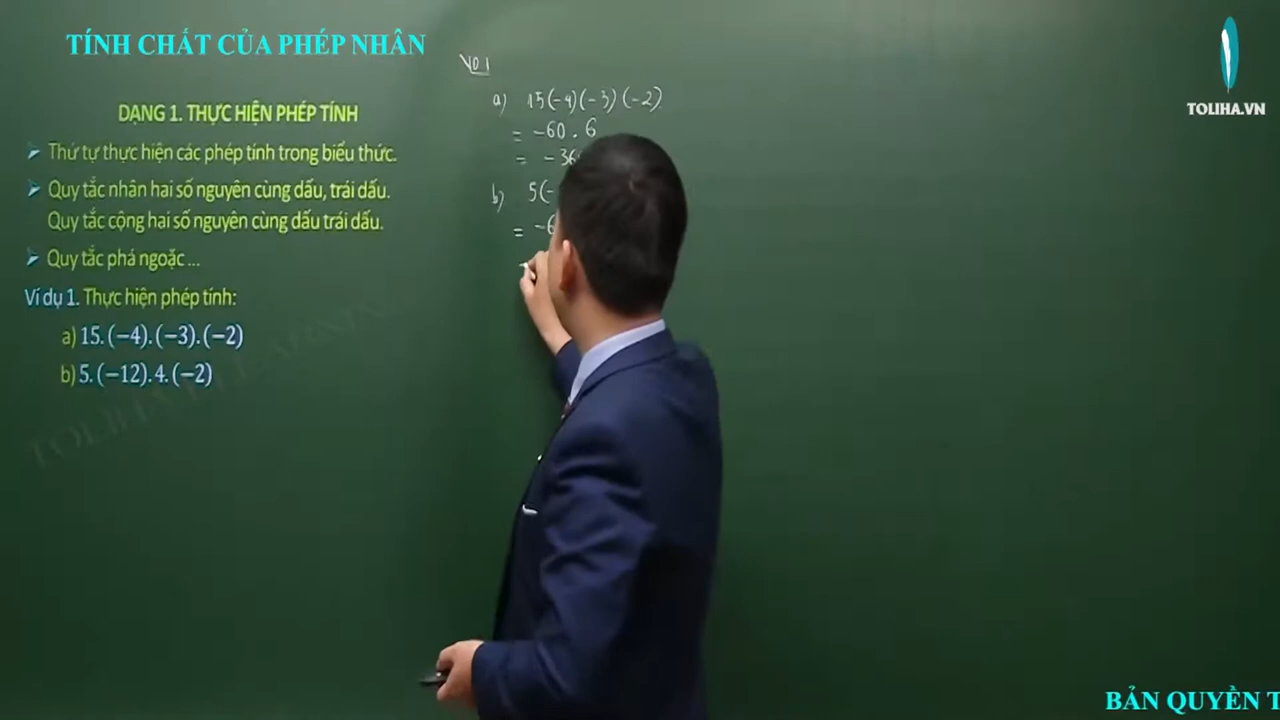 TÍNH CHẤT CỦA PHÉP NHÂN
TOLIHA.VN
DẠNG 1. THỰC HIỆN PHÉP TÍNH
➢ Thứ tự thực hiện các phép tính trong biểu thức.
➢ Quy tắc nhân hai số nguyên cùng dấu, trái dấu.
Quy tắc cộng hai số nguyên cùng dấu trái dấu.
➢ Quy tắc phá ngoặc ...
Ví dụ 1. Thực hiện phép tính:
a) 15. (−4). (−3). (−2)
b) 5. (−12). 4. (−2)
VD1
a) 15(-4)(-3)(-2)
= -60 . 6
= -36
b) 5(-
= -6
BẢN QUYỀN T